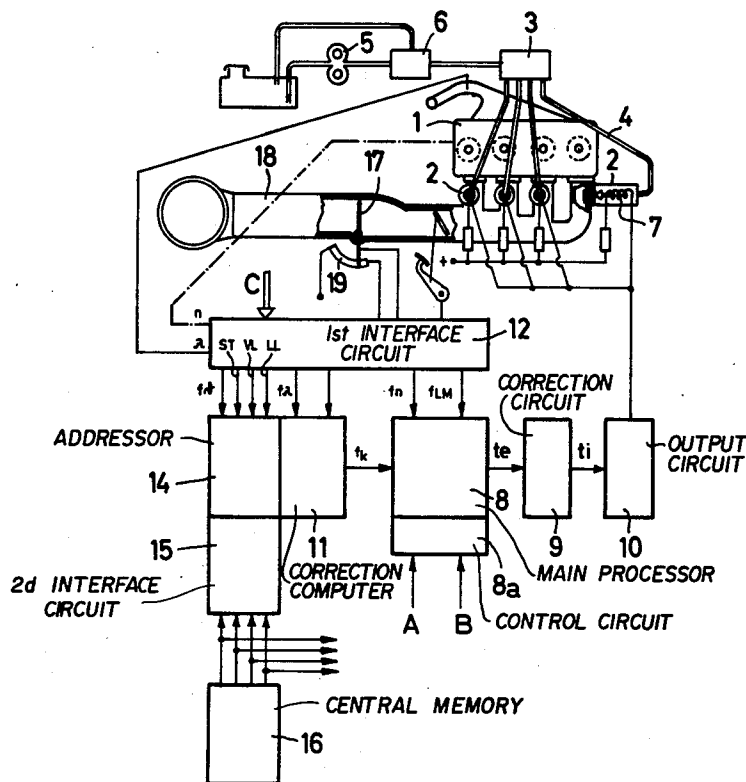 3
5
6
1
4
18
17
2
2
7
19
+
C
n
λ
ST VL LL
1st INTERFACE
CIRCUIT
12
fϑ
fλ
fn
fLM
CORRECTION
CIRCUIT
ADDRESSOR
14
fk
8
te
ti
OUTPUT
CIRCUIT
9
10
15
11
8a
MAIN
PROCESSOR
2d INTERFACE
CIRCUIT
CORRECTION
COMPUTER
A
B
CONTROL
CIRCUIT
CENTRAL MEMORY
16